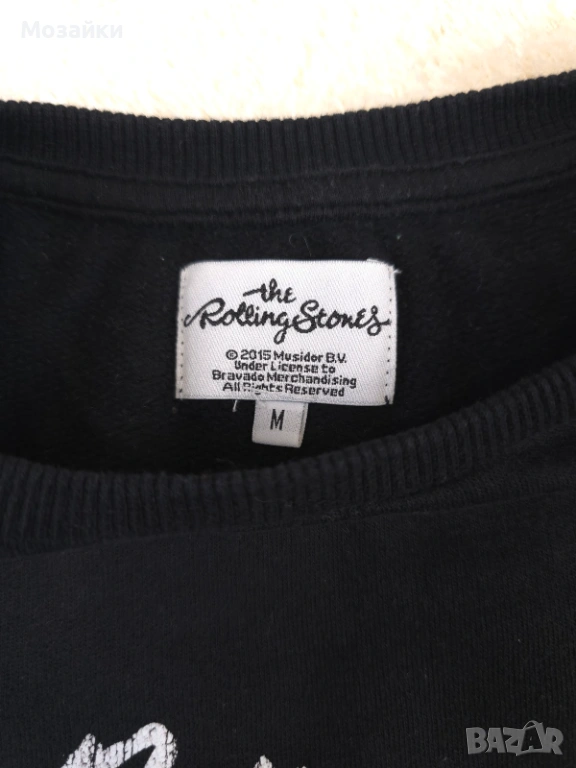 Мозайки
the
Rolling Stones
© 2015 Musidor B.V.
Under License to
Bravado Merchandising
All Rights Reserved
M
BAZAR